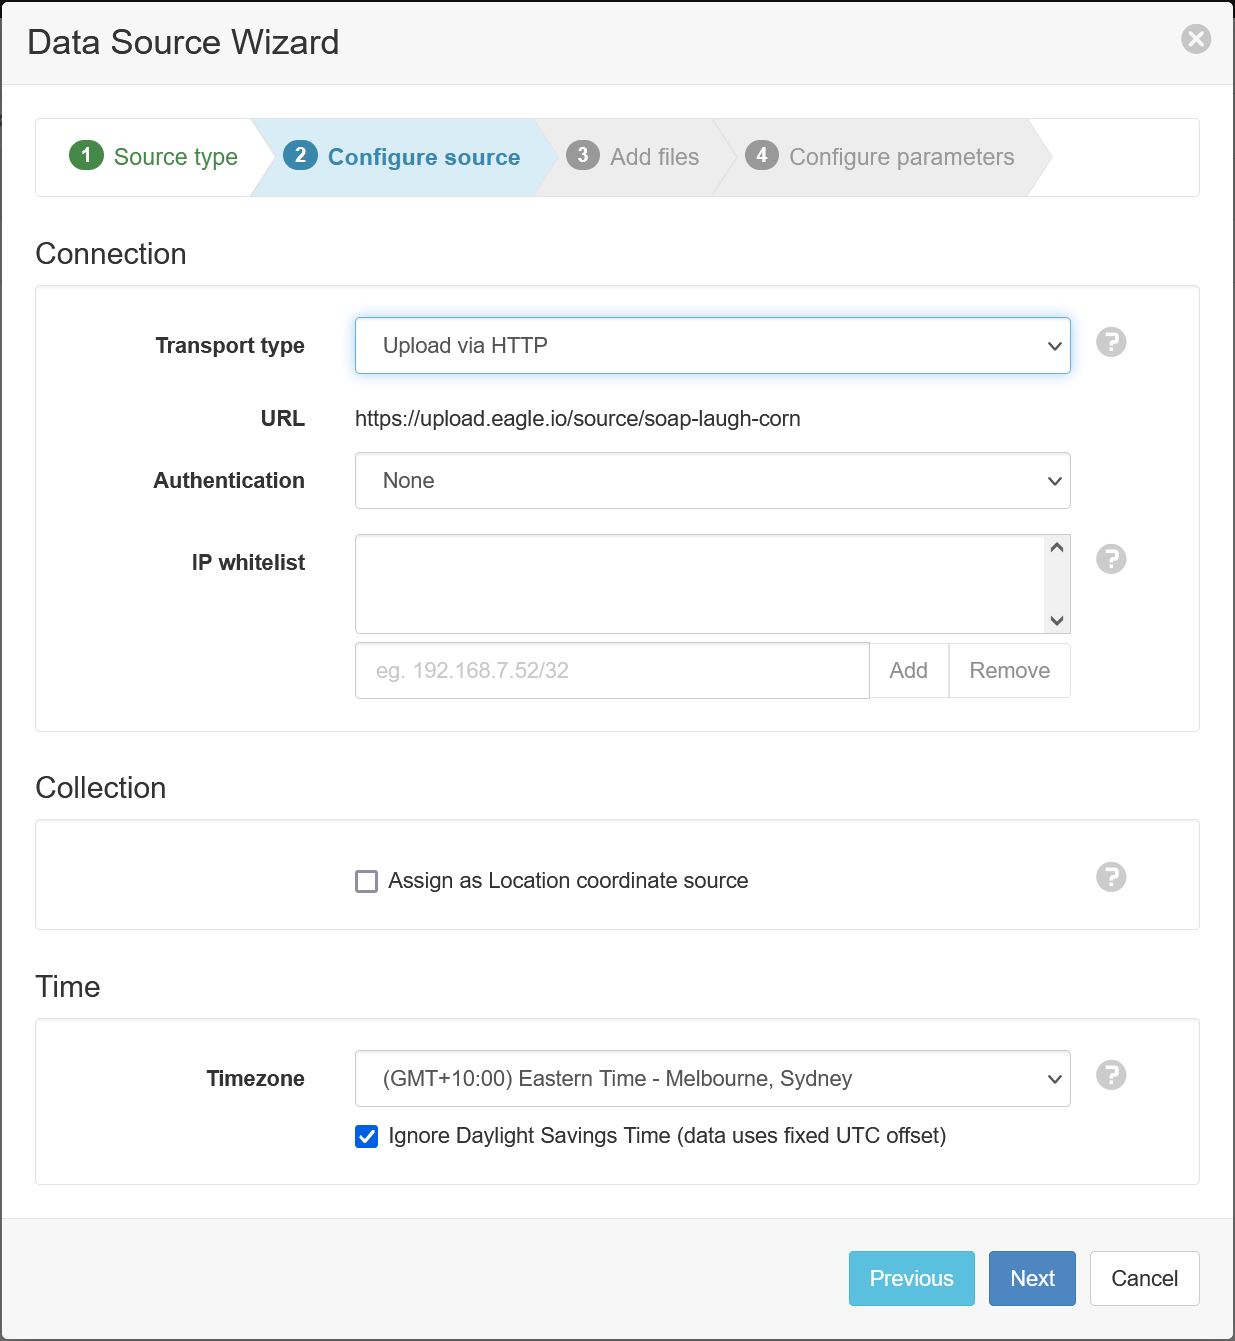 Data Source Wizard
1 Source type 2 Configure source 3 Add files 4 Configure parameters
Connection
Transport type Upload via HTTP ?
URL https://upload.eagle.io/source/soap-laugh-corn
Authentication None
IP whitelist ?
eg. 192.168.7.52/32 Add Remove
Collection
Assign as Location coordinate source ?
Time
Timezone (GMT+10:00) Eastern Time - Melbourne, Sydney ?
Ignore Daylight Savings Time (data uses fixed UTC offset)
Previous Next Cancel